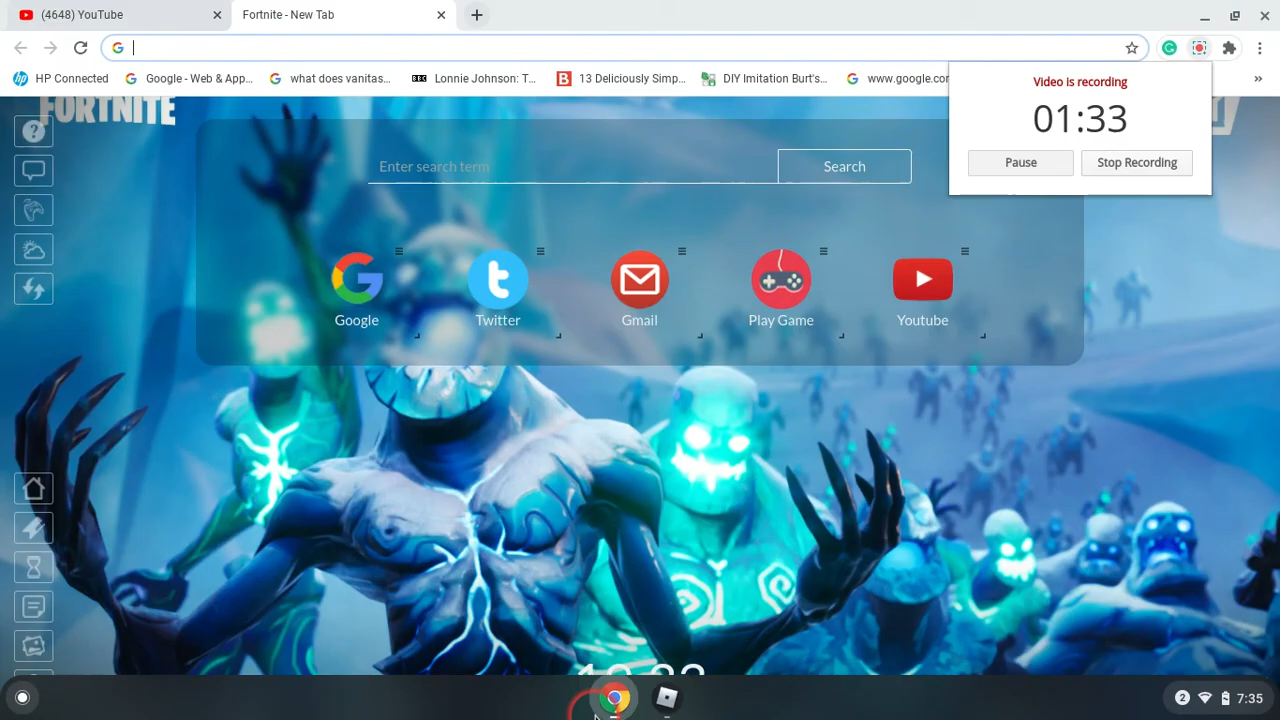 (4648) YouTube
Fortnite - New Tab
HP Connected
Google - Web & App...
what does vanitas...
Lonnie Johnson: T...
B
13 Deliciously Simp...
DIY Imitation Burt's...
www.google.com
»
Video is recording
01:33
Pause
Stop Recording
FORTNITE
Enter search term
Search
Google
Twitter
Gmail
Play Game
Youtube
2
7:35